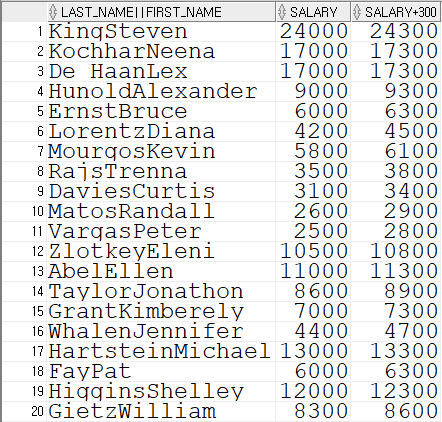 LAST_NAME||FIRST_NAME SALARY SALARY+300
1 KingSteven 24000 24300
2 KochharNeena 17000 17300
3 De HaanLex 17000 17300
4 HunoldAlexander 9000 9300
5 ErnstBruce 6000 6300
6 LorentzDiana 4200 4500
7 MourgosKevin 5800 6100
8 RajsTrenna 3500 3800
9 DaviesCurtis 3100 3400
10 MatosRandall 2600 2900
11 VargasPeter 2500 2800
12 ZlotkeyEleni 10500 10800
13 AbelEllen 11000 11300
14 TaylorJonathon 8600 8900
15 GrantKimberely 7000 7300
16 WhalenJennifer 4400 4700
17 HartsteinMichael 13000 13300
18 FayPat 6000 6300
19 HigginsShelley 12000 12300
20 GietzWilliam 8300 8600